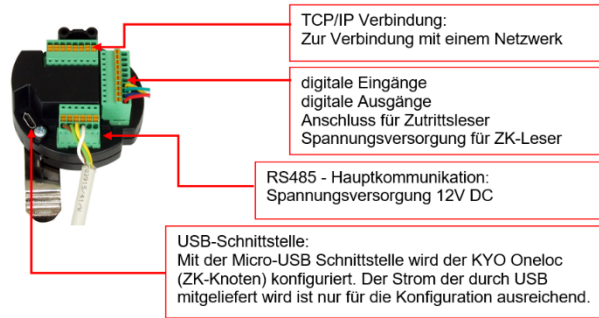 TCP/IP Verbindung:
Zur Verbindung mit einem Netzwerk
digitale Eingänge
digitale Ausgänge
Anschluss für Zutrittsleser
Spannungsversorgung für ZK-Leser
RS485 - Hauptkommunikation:
Spannungsversorgung 12V DC
USB-Schnittstelle:
Mit der Micro-USB Schnittstelle wird der KYO Oneloc
(ZK-Knoten) konfiguriert. Der Strom der durch USB
mitgeliefert wird ist nur für die Konfiguration ausreichend.